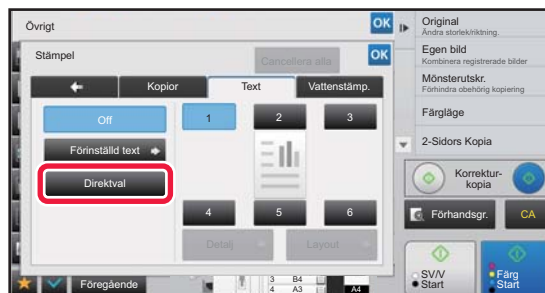 Övrigt
OK
Stämpel
Cancellera alla
OK
Kopior
Text
Vattenstämp.
Off
1
2
3
Förinställd text
Direktval
4
5
6
Detalj
Layout
Föregående
3 B4
4 A3
A4
Original
Ändra storlek/riktning.
Egen bild
Kombinera registrerade bilder
Mönsterutskr.
Förhindra obehörig kopiering
Färgläge
2-Sidors Kopia
Korrektur-
kopia
Förhandsgr.
CA
SV/V
Start
Färg
Start